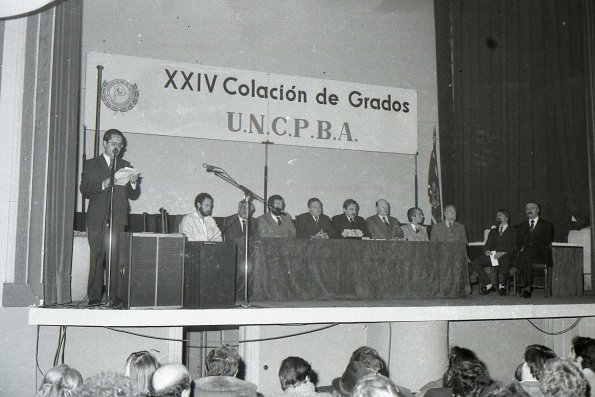 XXIV Colación de Grados
U.N.C.P.B.A.